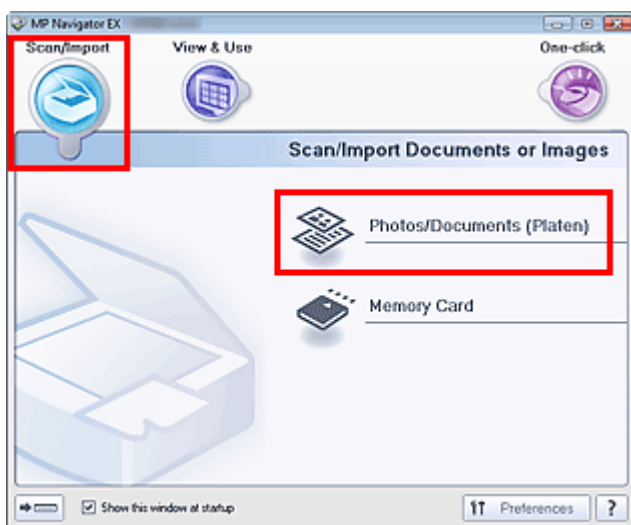 MP Navigator EX
Scan/Import View & Use One-click
Scan/Import Documents or Images
Photos/Documents (Platen)
Memory Card
Show this window at startup Preferences ?